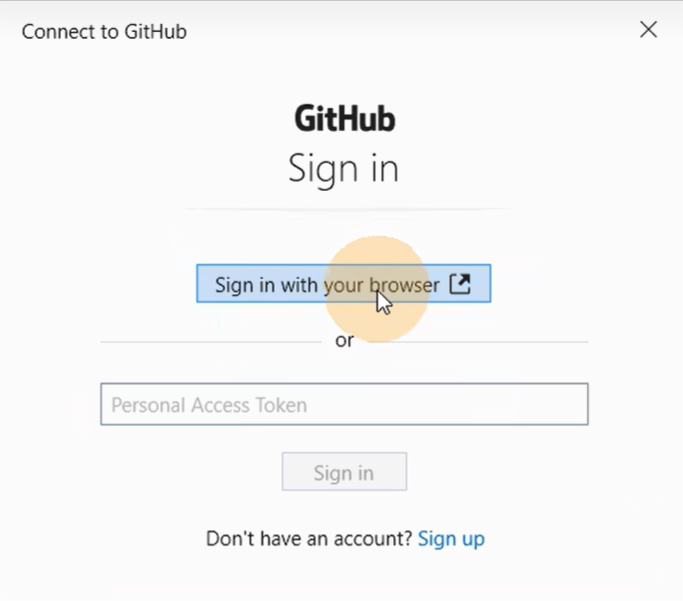 Connect to GitHub
GitHub
Sign in
Sign in with your browser
or
Personal Access Token
Sign in
Don't have an account? Sign up